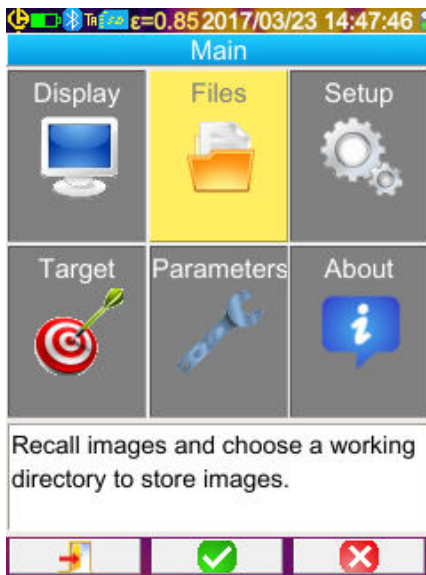 TA ε=0.85 2017/03/23 14:47:46
Main
Display Files Setup
Target Parameters About
Recall images and choose a working
directory to store images.